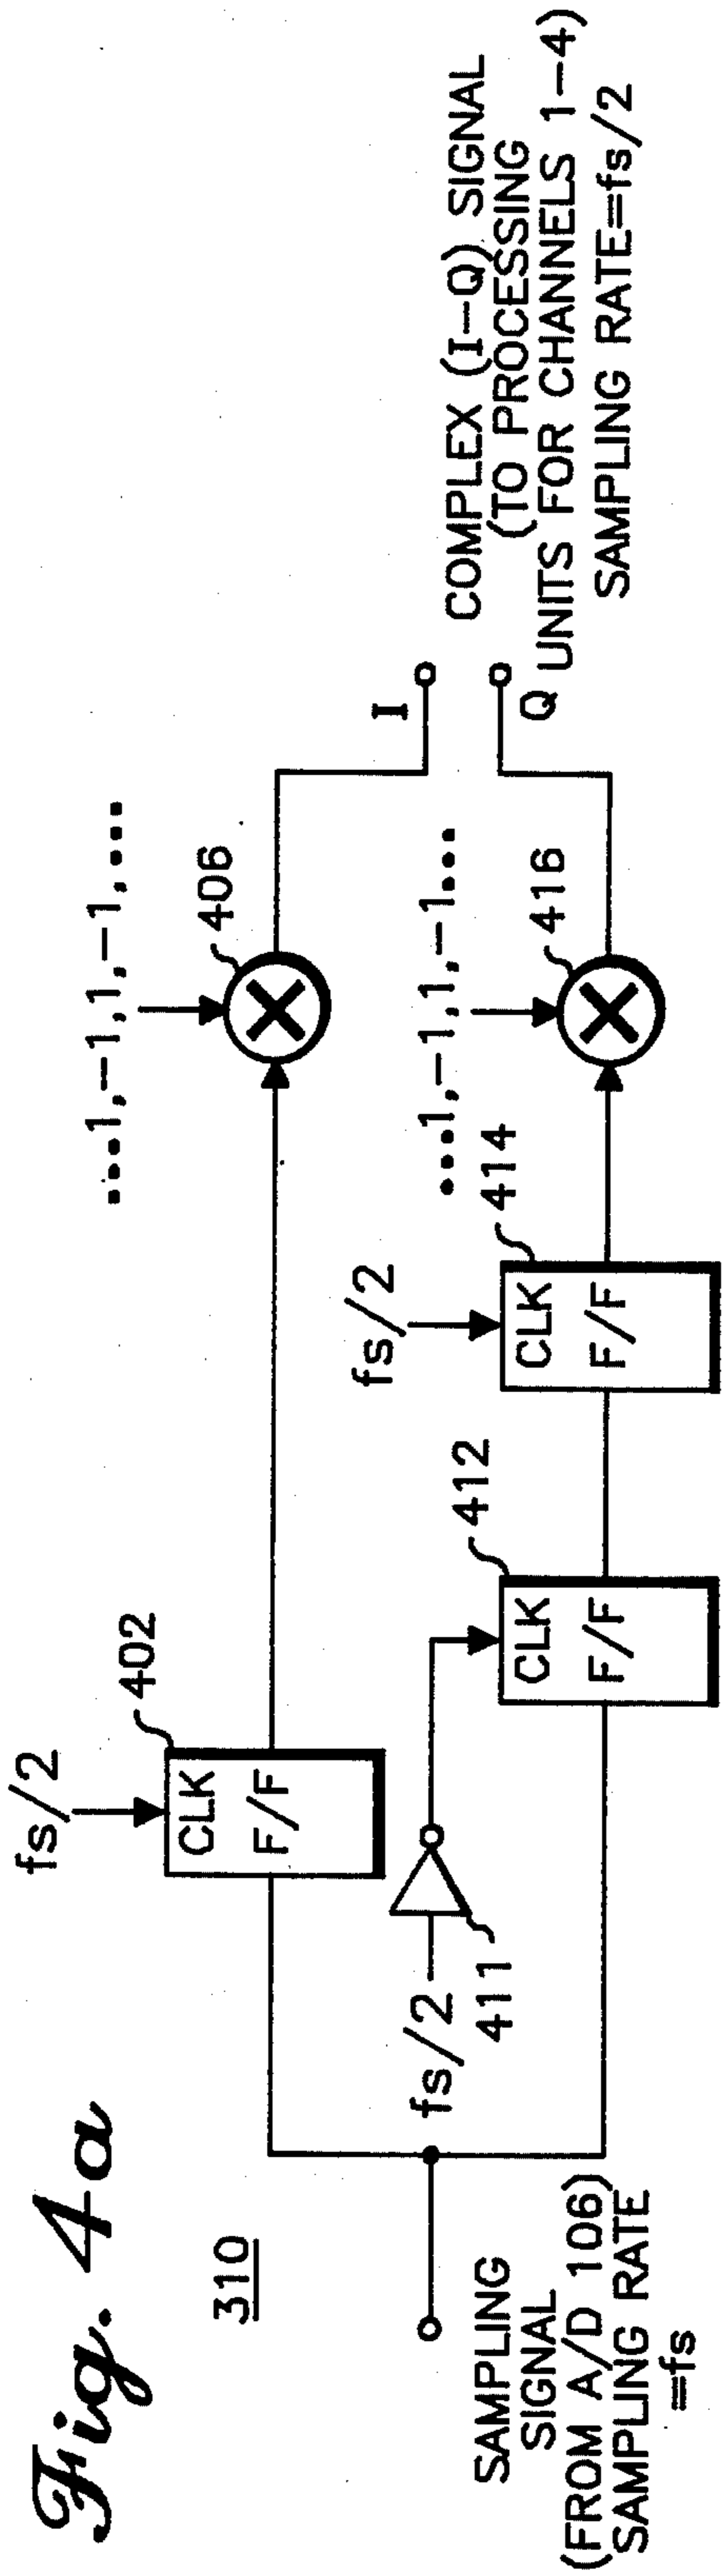 Fig. 4a
310
SAMPLING
SIGNAL
(FROM A/D 106)
SAMPLING RATE
=fs
fs/2
402
CLK
F/F
fs/2
411
412
CLK
F/F
fs/2
414
CLK
F/F
•••1,−1,1,−1,•••
406
•••1,−1,1,−1•••
416
I
Q
COMPLEX (I−Q) SIGNAL
(TO PROCESSING
UNITS FOR CHANNELS 1−4)
SAMPLING RATE=fs/2